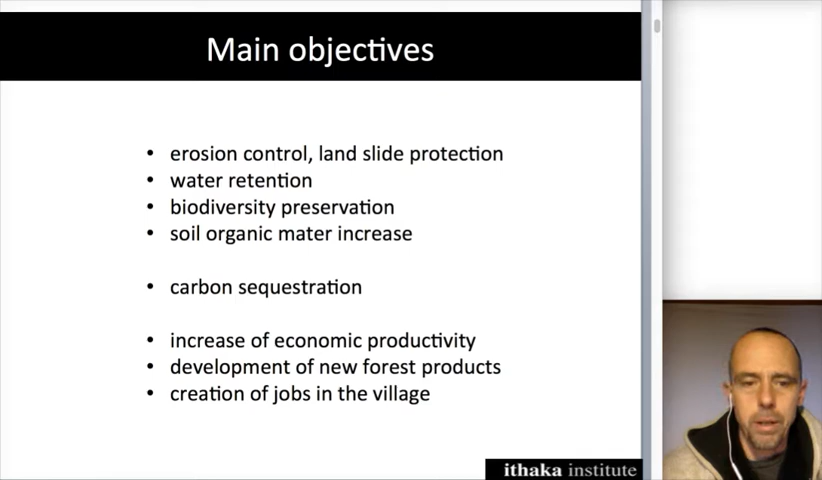 Main objectives
• erosion control, land slide protection
• water retention
• biodiversity preservation
• soil organic mater increase
• carbon sequestration
• increase of economic productivity
• development of new forest products
• creation of jobs in the village
ithaka institute